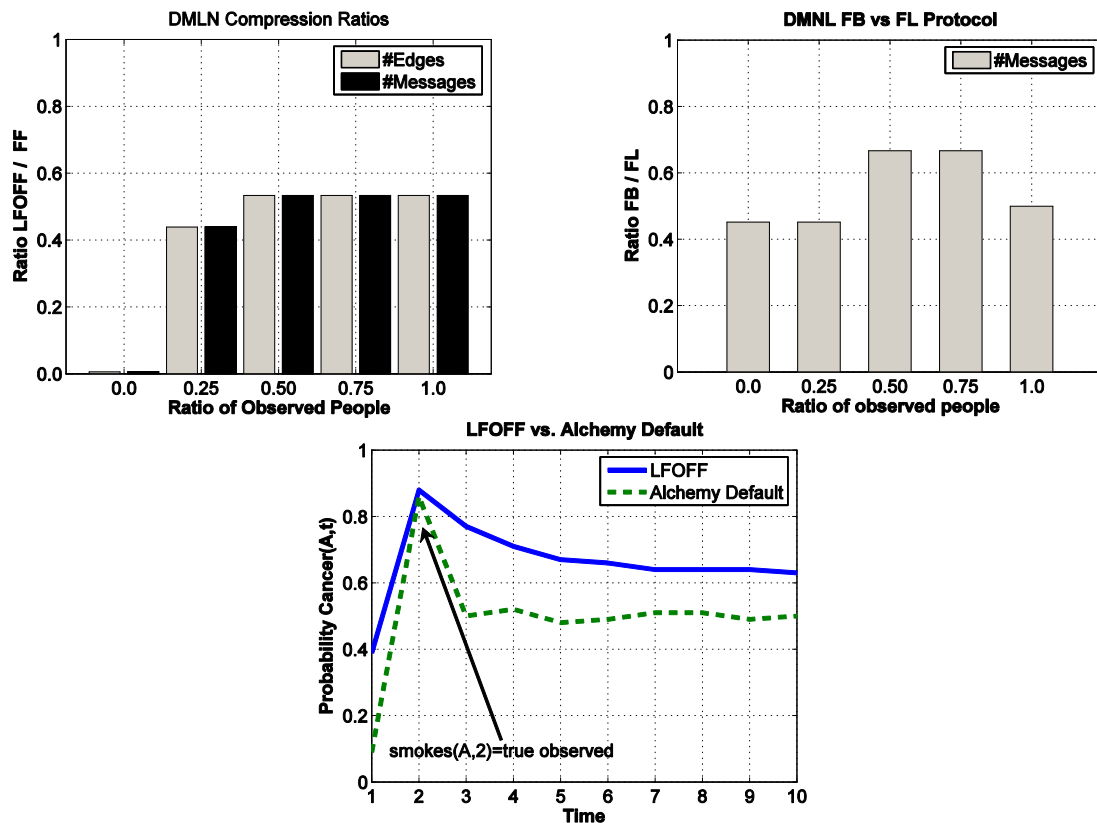 DMLN Compression Ratios
#Edges
#Messages
Ratio LFOFF / FF
1
0.8
0.6
0.4
0.2
0.0
0.0 0.25 0.50 0.75 1.0
Ratio of Observed People
DMNL FB vs FL Protocol
#Messages
Ratio FB / FL
1
0.8
0.6
0.4
0.2
0
0.0 0.25 0.50 0.75 1.0
Ratio of observed people
LFOFF vs. Alchemy Default
LFOFF
Alchemy Default
Probability Cancer(A,t)
1
0.8
0.6
0.4
0.2
0
smokes(A,2)=true observed
1 2 3 4 5 6 7 8 9 10
Time